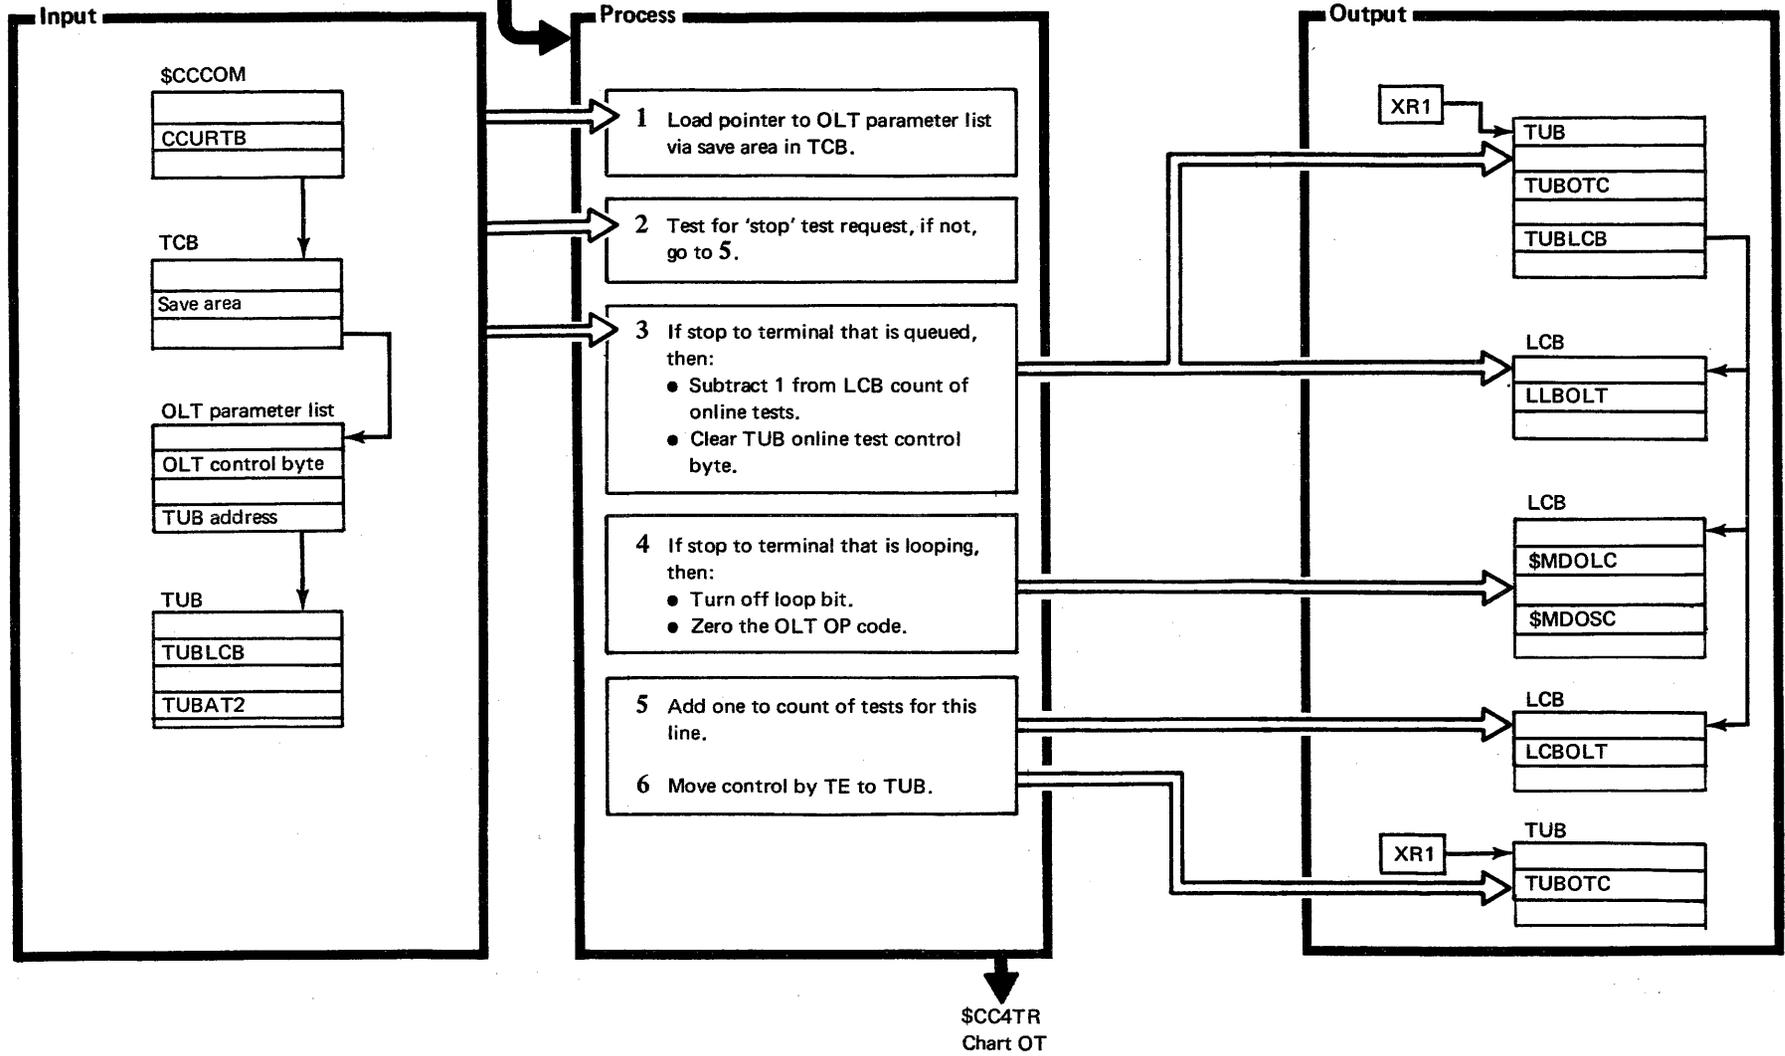 Input
$CCCOM
CCURTB
TCB
Save area
OLT parameter list
OLT control byte
TUB address
TUB
TUBLCB
TUBAT2
Process
1 Load pointer to OLT parameter list
via save area in TCB.
2 Test for ‘stop’ test request, if not,
go to 5.
3 If stop to terminal that is queued,
then:
● Subtract 1 from LCB count of
online tests.
● Clear TUB online test control
byte.
4 If stop to terminal that is looping,
then:
● Turn off loop bit.
● Zero the OLT OP code.
5 Add one to count of tests for this
line.
6 Move control by TE to TUB.
$CC4TR
Chart OT
Output
XR1
TUB
TUBOTC
TUBLCB
LCB
LLBOLT
LCB
$MDOLC
$MDOSC
LCB
LCBOLT
TUB
XR1
TUBOTC